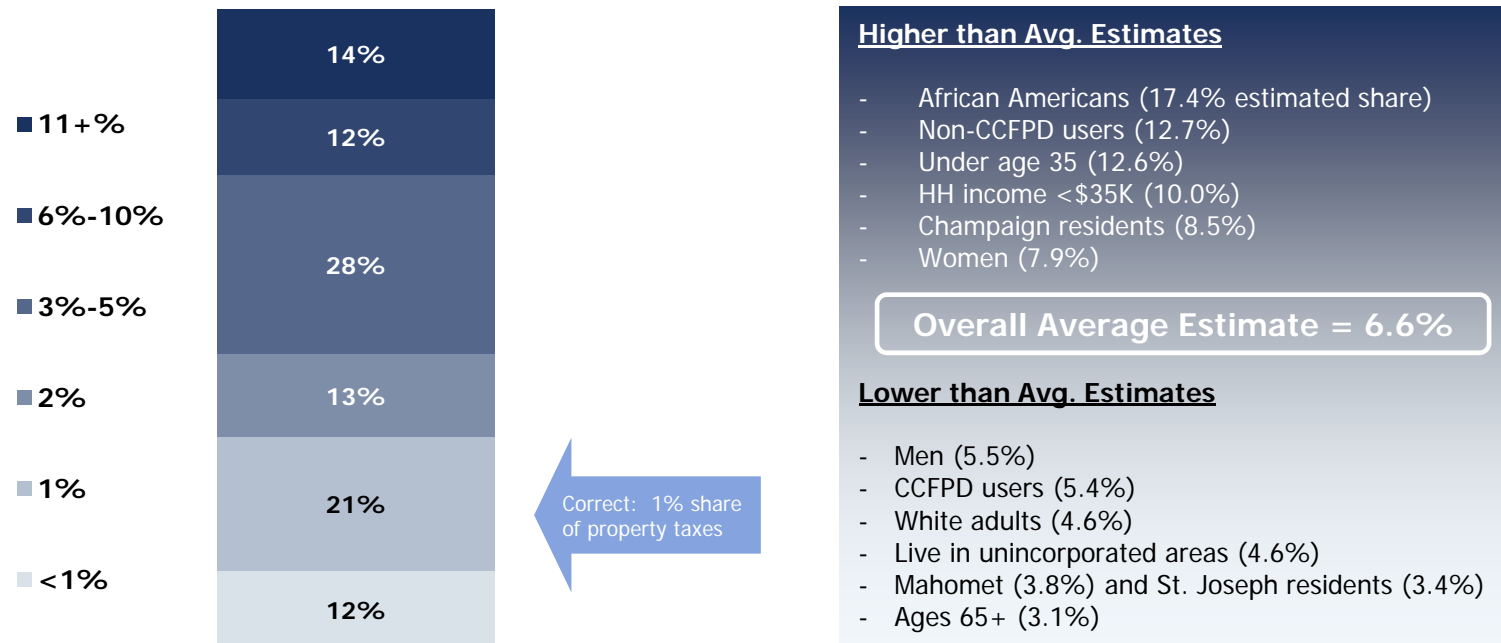 11+%
6%-10%
3%-5%
2%
1%
<1%
14%
12%
28%
13%
21%
12%
Correct: 1% share
of property taxes
Higher than Avg. Estimates
- African Americans (17.4% estimated share)
- Non-CCFPD users (12.7%)
- Under age 35 (12.6%)
- HH income <$35K (10.0%)
- Champaign residents (8.5%)
- Women (7.9%)
Overall Average Estimate = 6.6%
Lower than Avg. Estimates
- Men (5.5%)
- CCFPD users (5.4%)
- White adults (4.6%)
- Live in unincorporated areas (4.6%)
- Mahomet (3.8%) and St. Joseph residents (3.4%)
- Ages 65+ (3.1%)